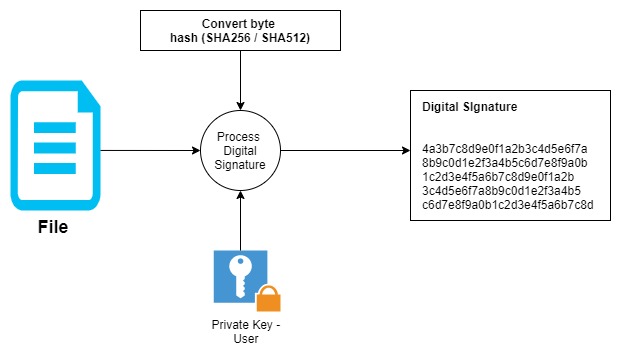 Convert byte
hash (SHA256 / SHA512)
File
Process
Digital
Signature
Digital SIgnature
4a3b7c8d9e0f1a2b3c4d5e6f7a
8b9c0d1e2f3a4b5c6d7e8f9a0b
1c2d3e4f5a6b7c8d9e0f1a2b
3c4d5e6f7a8b9c0d1e2f3a4b5
c6d7e8f9a0b1c2d3e4f5a6b7c8d
Private Key -
User